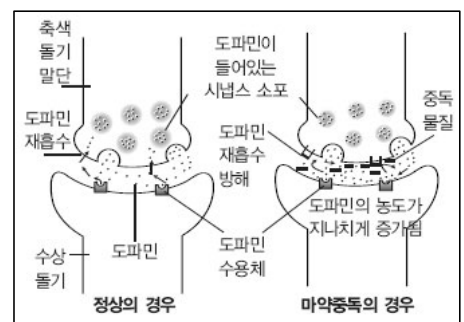 축색
돌기
말단
도파민
재흡수
수상
돌기
도파민
정상의 경우
도파민이
들어있는
시냅스 소포
도파민
재흡수
방해
도파민
수용체
중독
물질
도파민의 농도가
지나치게 증가됨
마약중독의 경우